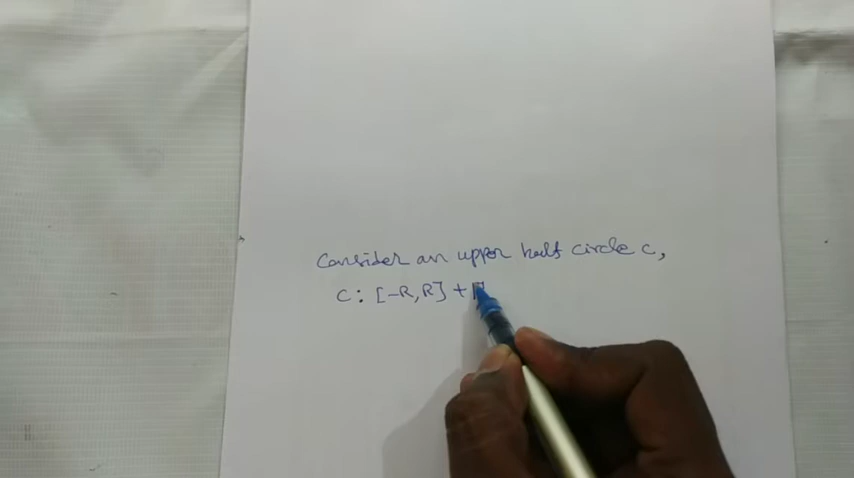 Consider an upper half circle C,
C: [-R, R] + Γ